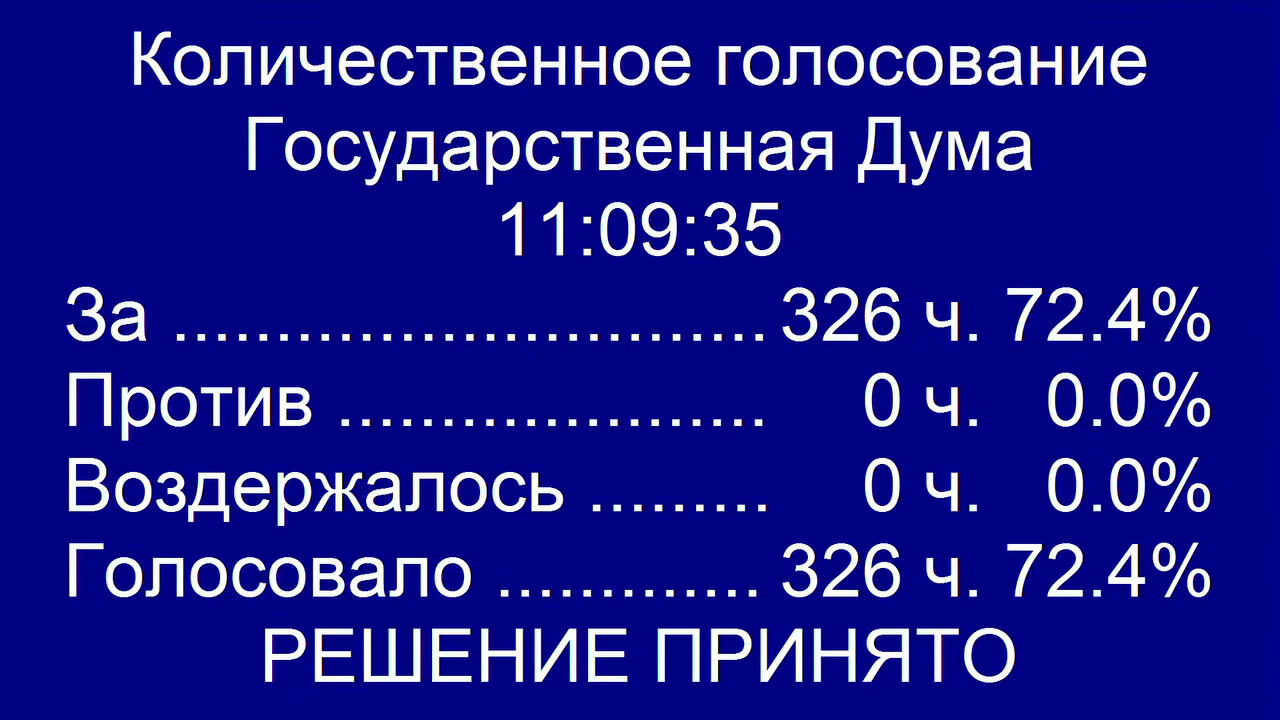 Количественное голосование
Государственная Дума
11:09:35
За ............................. 326 ч. 72.4%
Против ..................... 0 ч. 0.0%
Воздержалось ......... 0 ч. 0.0%
Голосовало ............. 326 ч. 72.4%
РЕШЕНИЕ ПРИНЯТО